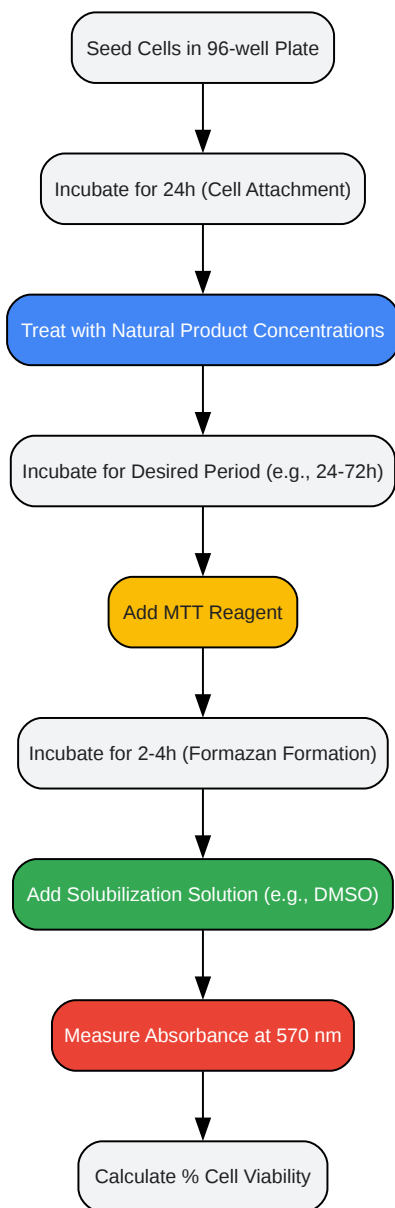 Seed Cells in 96-well Plate
Incubate for 24h (Cell Attachment)
Treat with Natural Product Concentrations
Incubate for Desired Period (e.g., 24-72h)
Add MTT Reagent
Incubate for 2-4h (Formazan Formation)
Add Solubilization Solution (e.g., DMSO)
Measure Absorbance at 570 nm
Calculate % Cell Viability